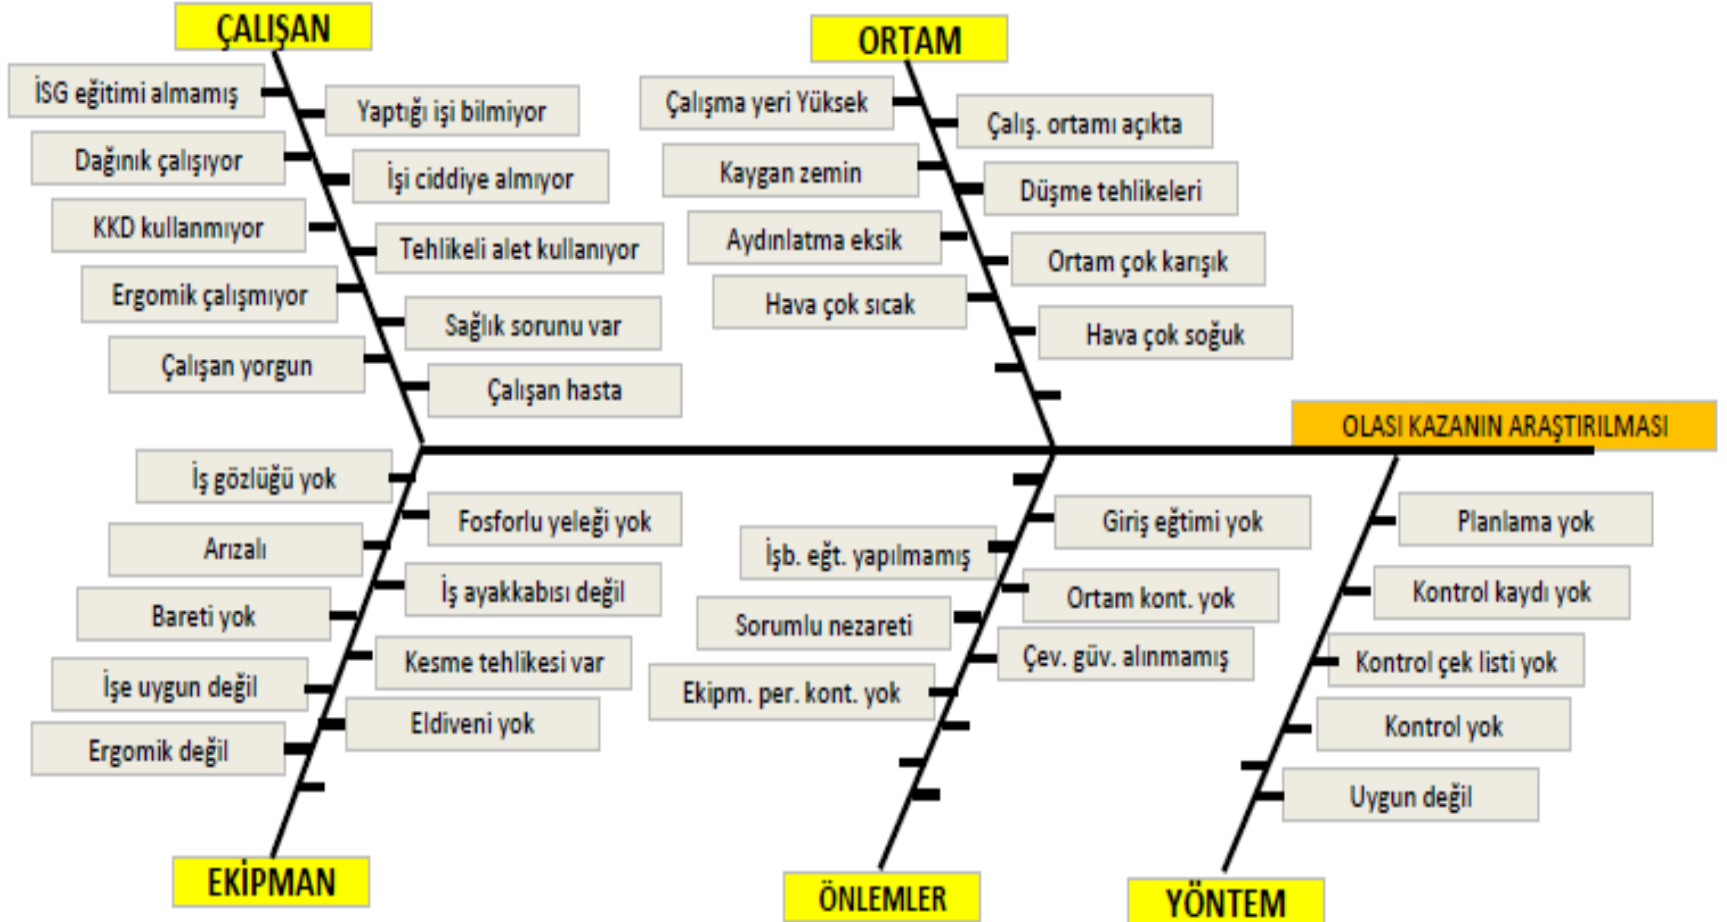 ÇALIŞAN
İSG eğitimi almamış
Yaptığı işi bilmiyor
Dağınık çalışıyor
İşi ciddiye almıyor
KKD kullanmıyor
Tehlikeli alet kullanıyor
Ergomik çalışmıyor
Sağlık sorunu var
Çalışan yorgun
Çalışan hasta
ORTAM
Çalışma yeri Yüksek
Çalış. ortamı açıkta
Kaygan zemin
Düşme tehlikeleri
Aydınlatma eksik
Ortam çok karışık
Hava çok sıcak
Hava çok soğuk
OLASI KAZANIN ARAŞTIRILMASI
İş gözlüğü yok
Fosforlu yeleği yok
Arızalı
İş ayakkabısı değil
Bareti yok
Kesme tehlikesi var
İşe uygun değil
Eldiveni yok
Ergomik değil
EKİPMAN
Giriş eğtimi yok
İşb. eğt. yapılmamış
Ortam kont. yok
Sorumlu nezareti
Çev. güv. alınmamış
Ekipm. per. kont. yok
ÖNLEMLER
Planlama yok
Kontrol kaydı yok
Kontrol çek listi yok
Kontrol yok
Uygun değil
YÖNTEM